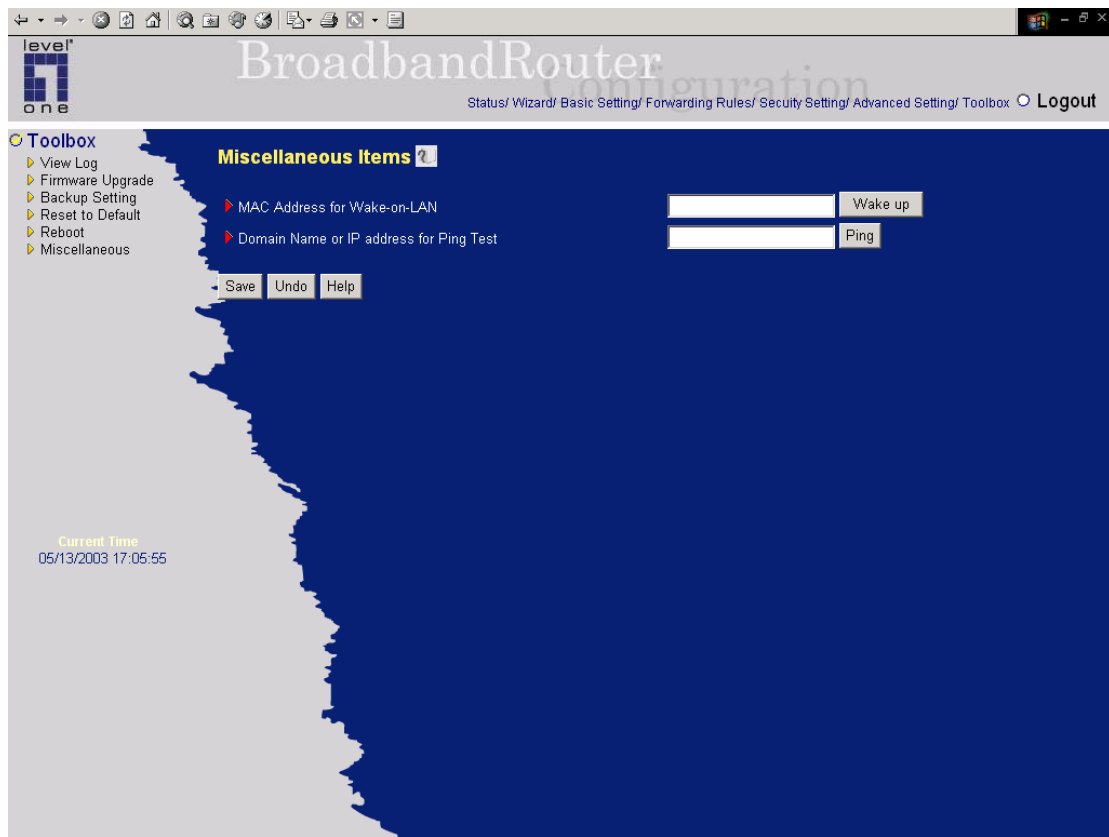 level
one
BroadbandRouter
Configuration
Status/ Wizard/ Basic Setting/ Forwarding Rules/ Secuity Setting/ Advanced Setting/ Toolbox Logout
Toolbox
View Log
Firmware Upgrade
Backup Setting
Reset to Default
Reboot
Miscellaneous
Current Time
05/13/2003 17:05:55
Miscellaneous Items
MAC Address for Wake-on-LAN Wake up
Domain Name or IP address for Ping Test Ping
Save Undo Help